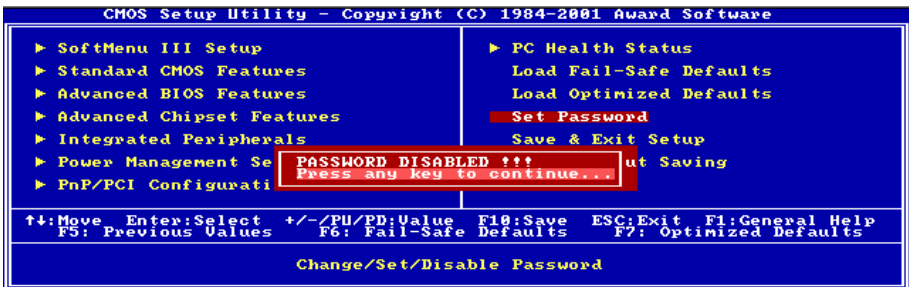 CMOS Setup Utility - Copyright (C) 1984-2001 Award Software
► SoftMenu III Setup
► Standard CMOS Features
► Advanced BIOS Features
► Advanced Chipset Features
► Integrated Peripherals
► Power Management Se
► PnP/PCI Configurati
► PC Health Status
Load Fail-Safe Defaults
Load Optimized Defaults
Set Password
Save & Exit Setup
ut Saving
PASSWORD DISABLED !!!
Press any key to continue...
↑↓:Move Enter:Select +/-/PU/PD:Value F10:Save ESC:Exit F1:General Help
F5: Previous Values F6: Fail-Safe Defaults F7: Optimized Defaults
Change/Set/Disable Password